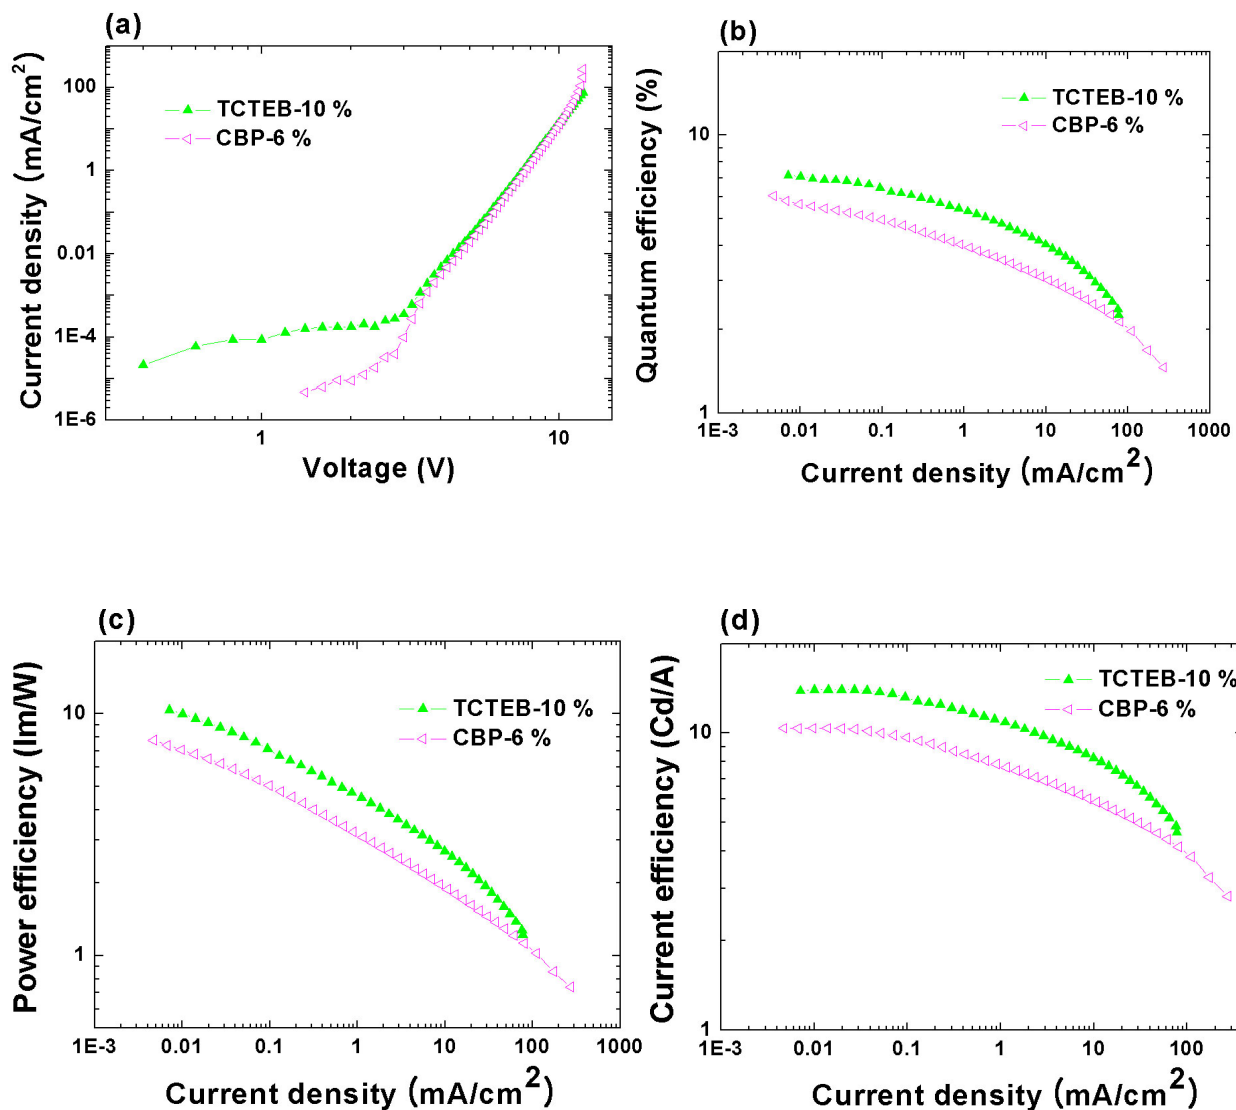 (a)
Current density (mA/cm2)
100
1
0.01
1E-4
1E-6
TCTEB-10 %
CBP-6 %
1
10
Voltage (V)
(b)
Quantum efficiency (%)
10
1
TCTEB-10 %
CBP-6 %
1E-3 0.01 0.1 1 10 100 1000
Current density (mA/cm2)
(c)
Power efficiency (lm/W)
10
1
TCTEB-10 %
CBP-6 %
1E-3 0.01 0.1 1 10 100 1000
Current density (mA/cm2)
(d)
Current efficiency (Cd/A)
10
1
TCTEB-10 %
CBP-6 %
1E-3 0.01 0.1 1 10 100
Current density (mA/cm2)